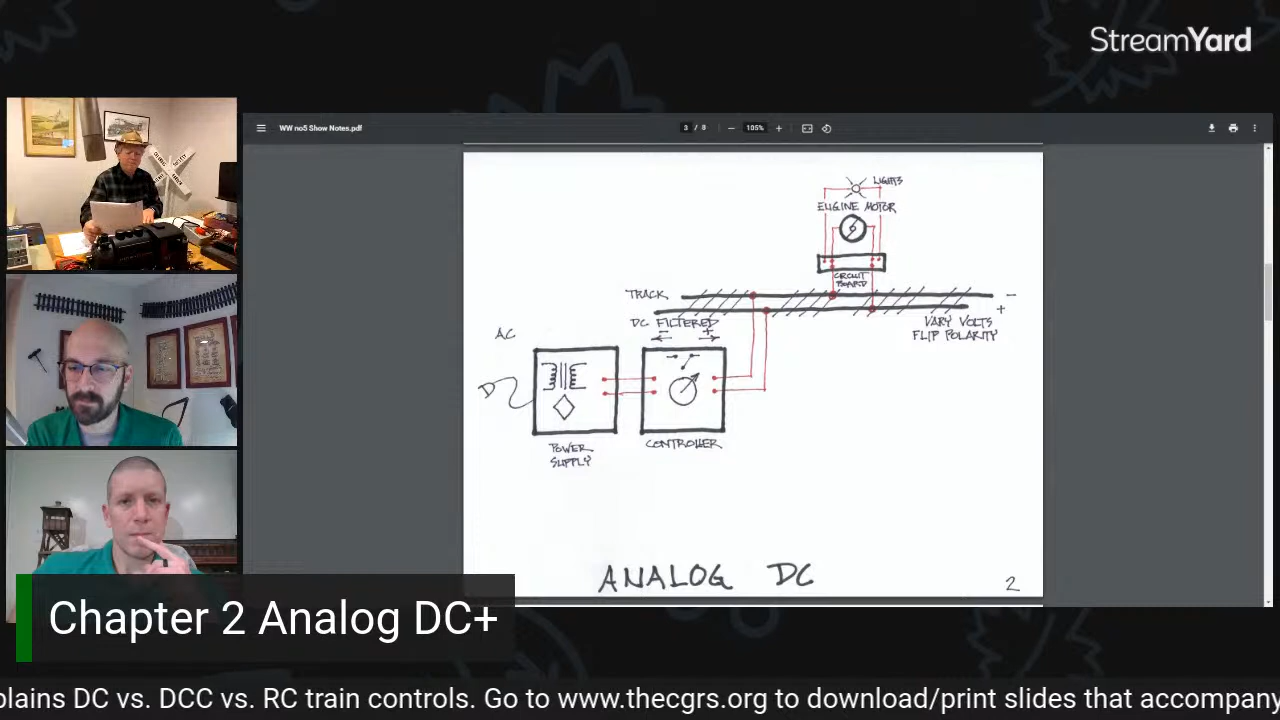 StreamYard
WW no5 Show Notes.pdf
3 / 8
105%
LIGHTS
ENGINE MOTOR
CIRCUIT
BOARD
TRACK
-
+
DC FILTERED
- +
VARY VOLTS
FLIP POLARITY
AC
POWER
SUPPLY
CONTROLLER
ANALOG DC
2
Chapter 2 Analog DC+
plains DC vs. DCC vs. RC train controls. Go to www.thecgrs.org to download/print slides that accompany